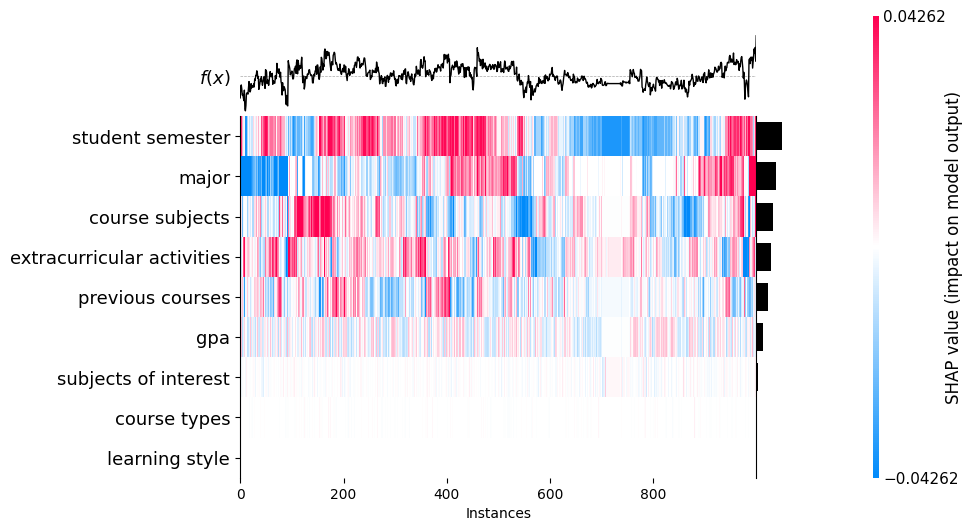 0.04262
f(x)
student semester
major
course subjects
extracurricular activities
previous courses
gpa
subjects of interest
course types
learning style
0 200 400 600 800
Instances
−0.04262
SHAP value (impact on model output)